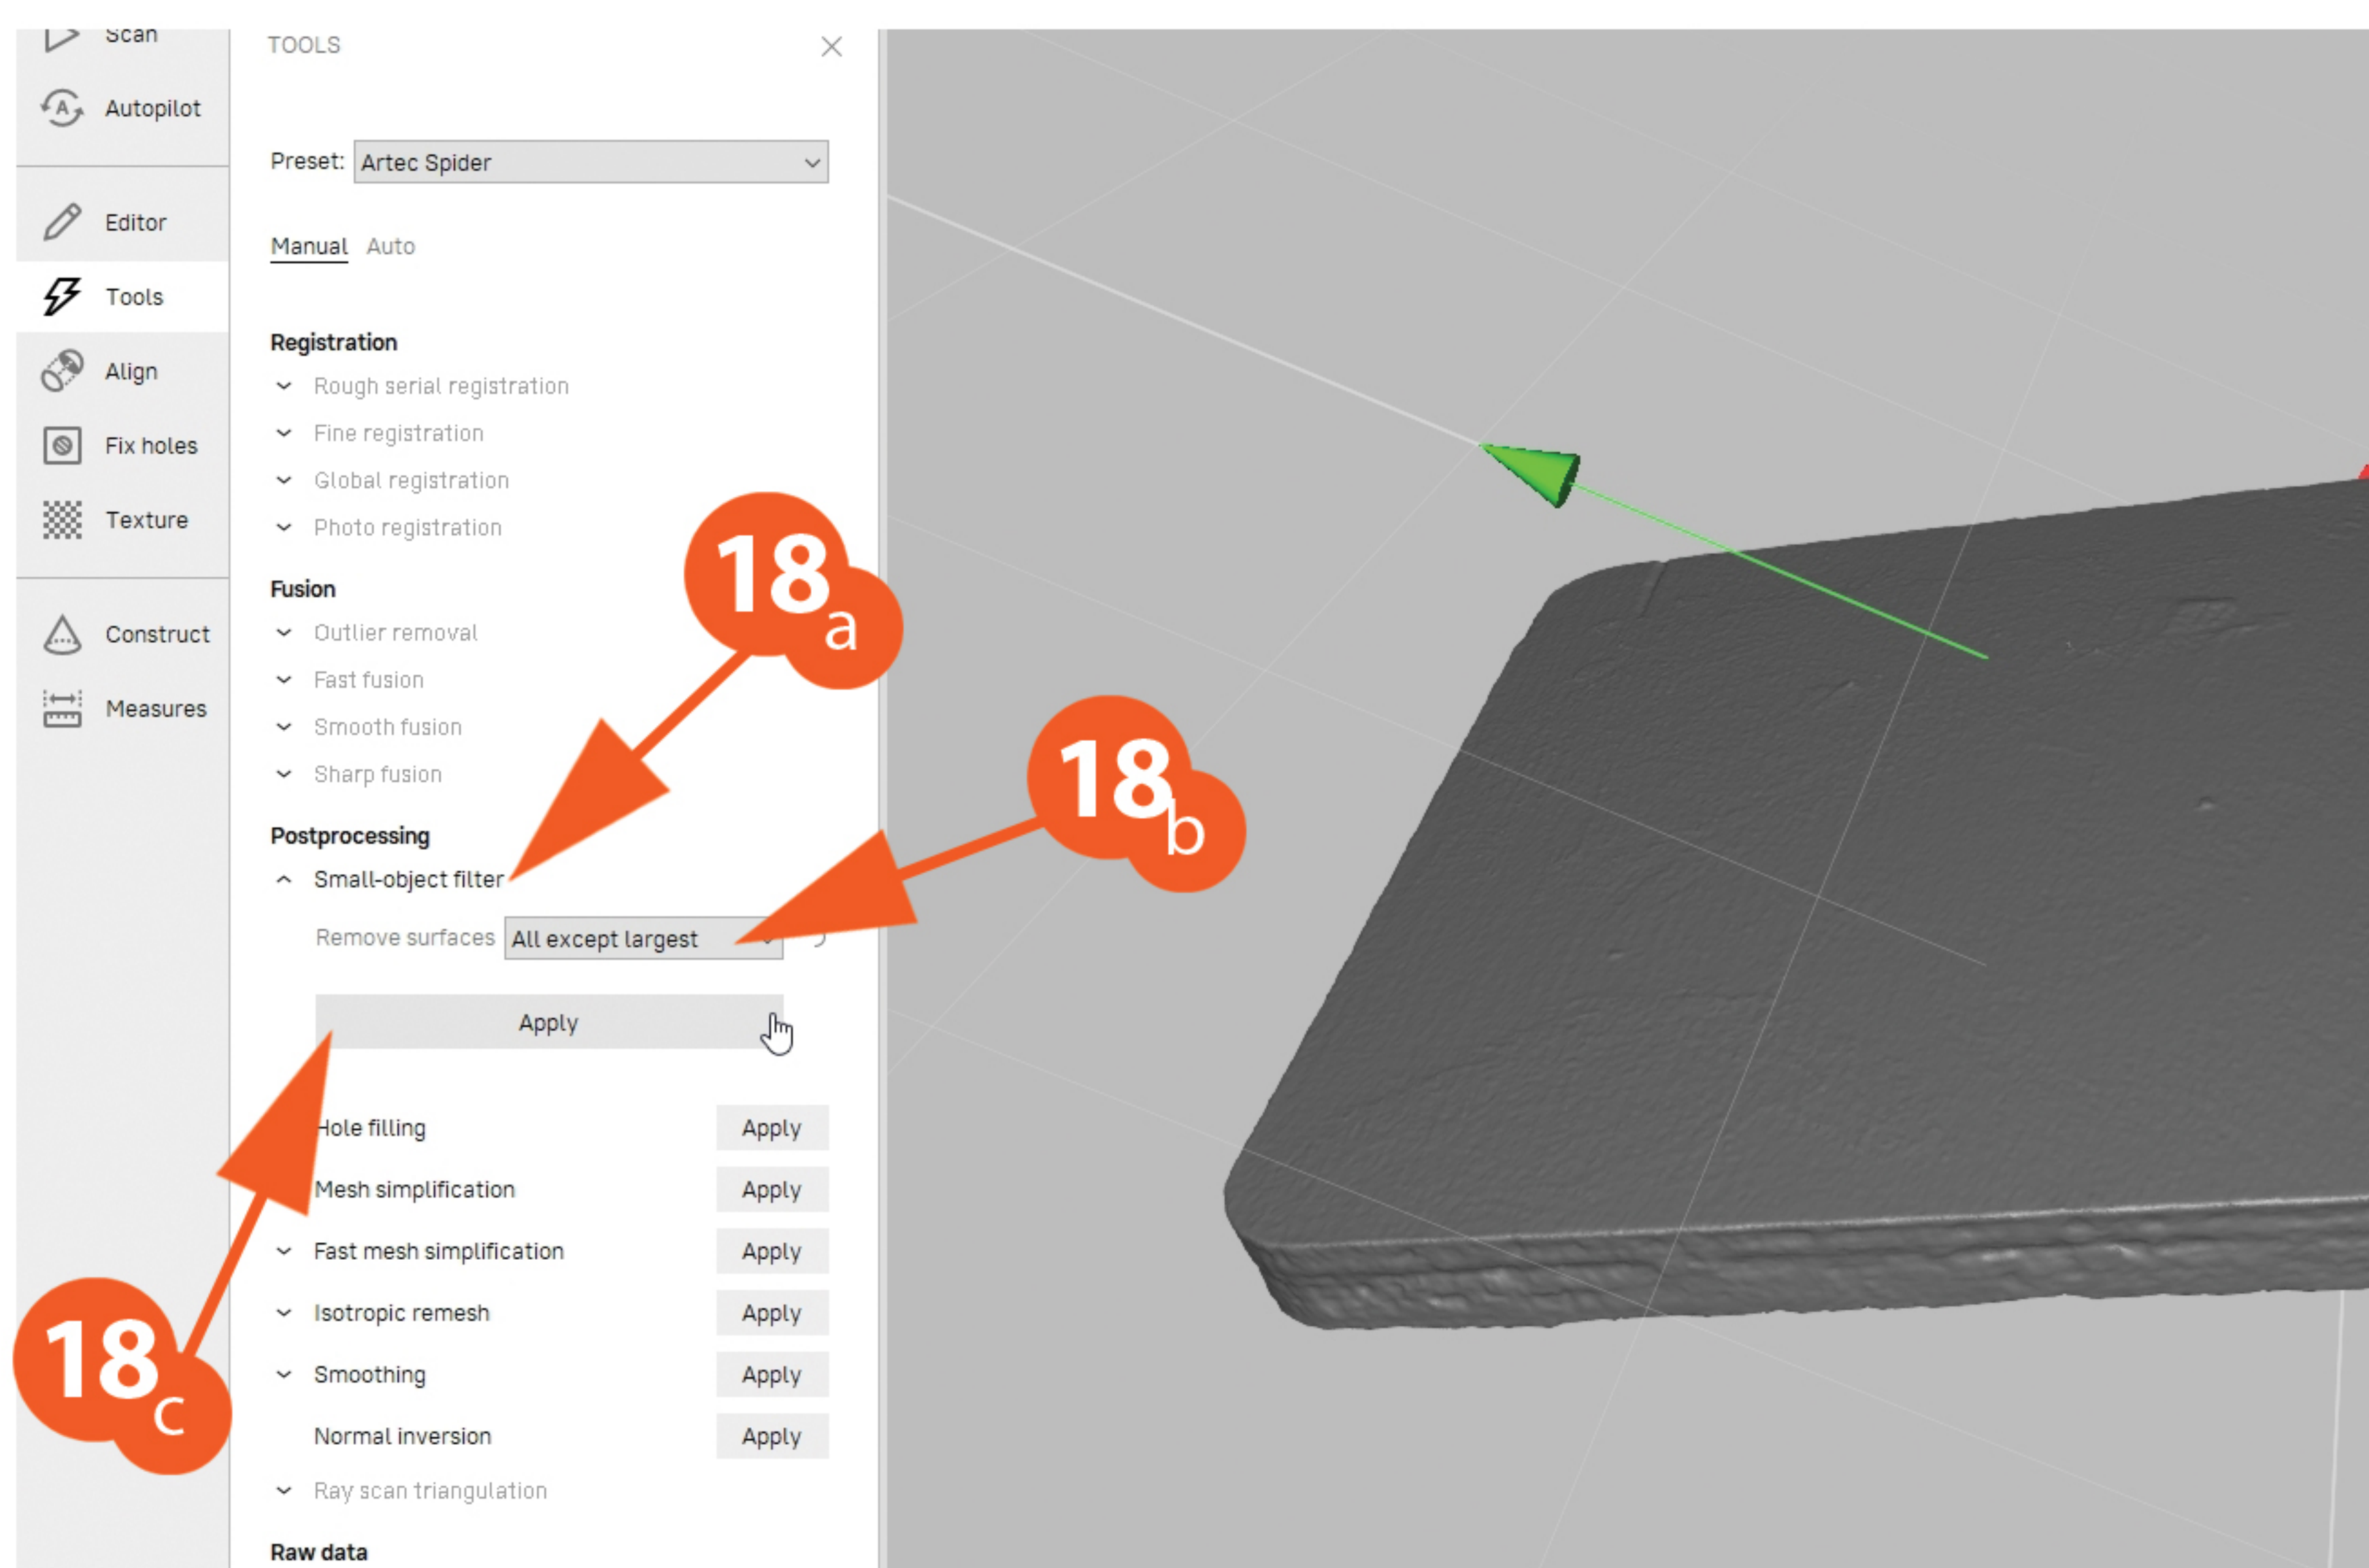 Scan
Autopilot
Editor
Tools
Align
Fix holes
Texture
Construct
Measures
TOOLS
Preset: Artec Spider
Manual Auto
Registration
Rough serial registration
Fine registration
Global registration
Photo registration
Fusion
Outlier removal
Fast fusion
Smooth fusion
Sharp fusion
Postprocessing
Small-object filter
Remove surfaces All except largest
Apply
Hole filling Apply
Mesh simplification Apply
Fast mesh simplification Apply
Isotropic remesh Apply
Smoothing Apply
Normal inversion Apply
Ray scan triangulation
Raw data
18a
18b
18c